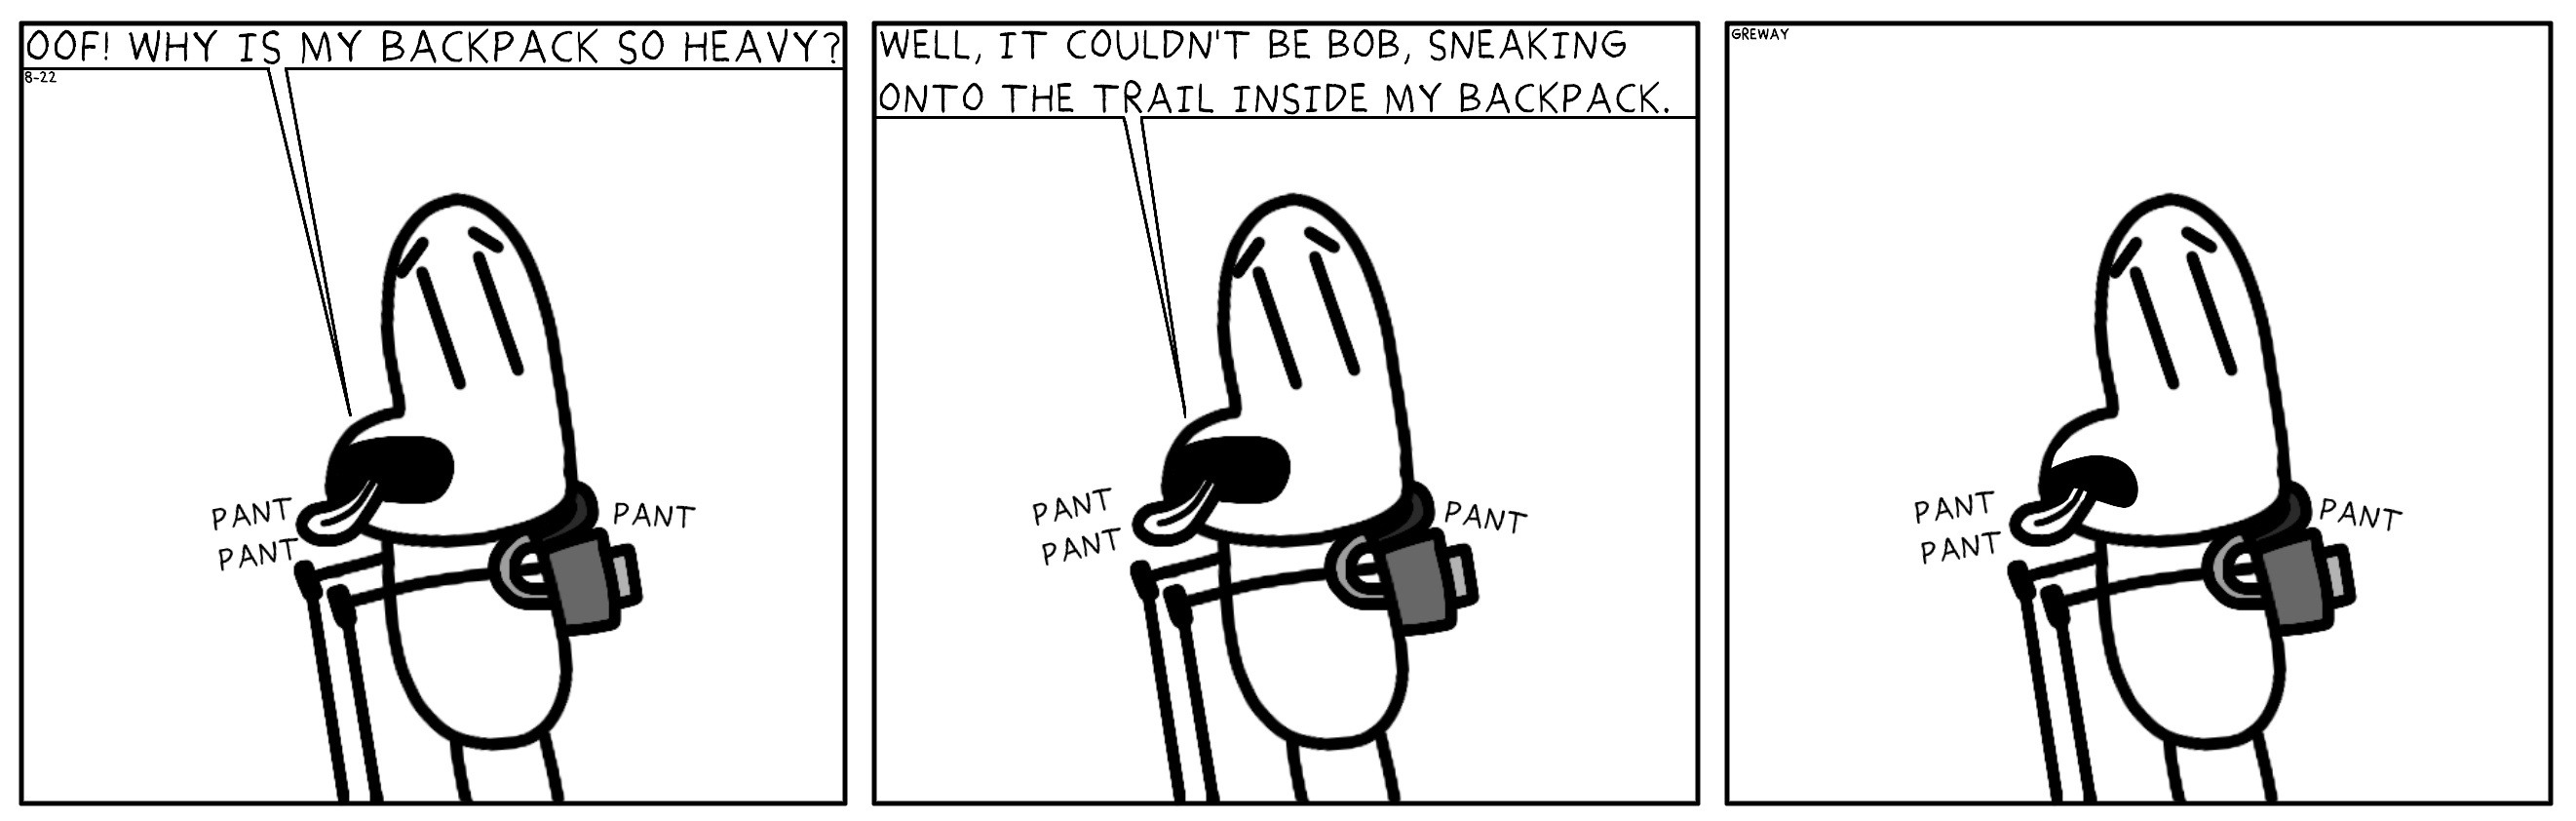 OOF! WHY IS MY BACKPACK SO HEAVY?
8-22
PANT
PANT
PANT
WELL, IT COULDN'T BE BOB, SNEAKING
ONTO THE TRAIL INSIDE MY BACKPACK.
PANT
PANT
PANT
GREWAY
PANT
PANT
PANT